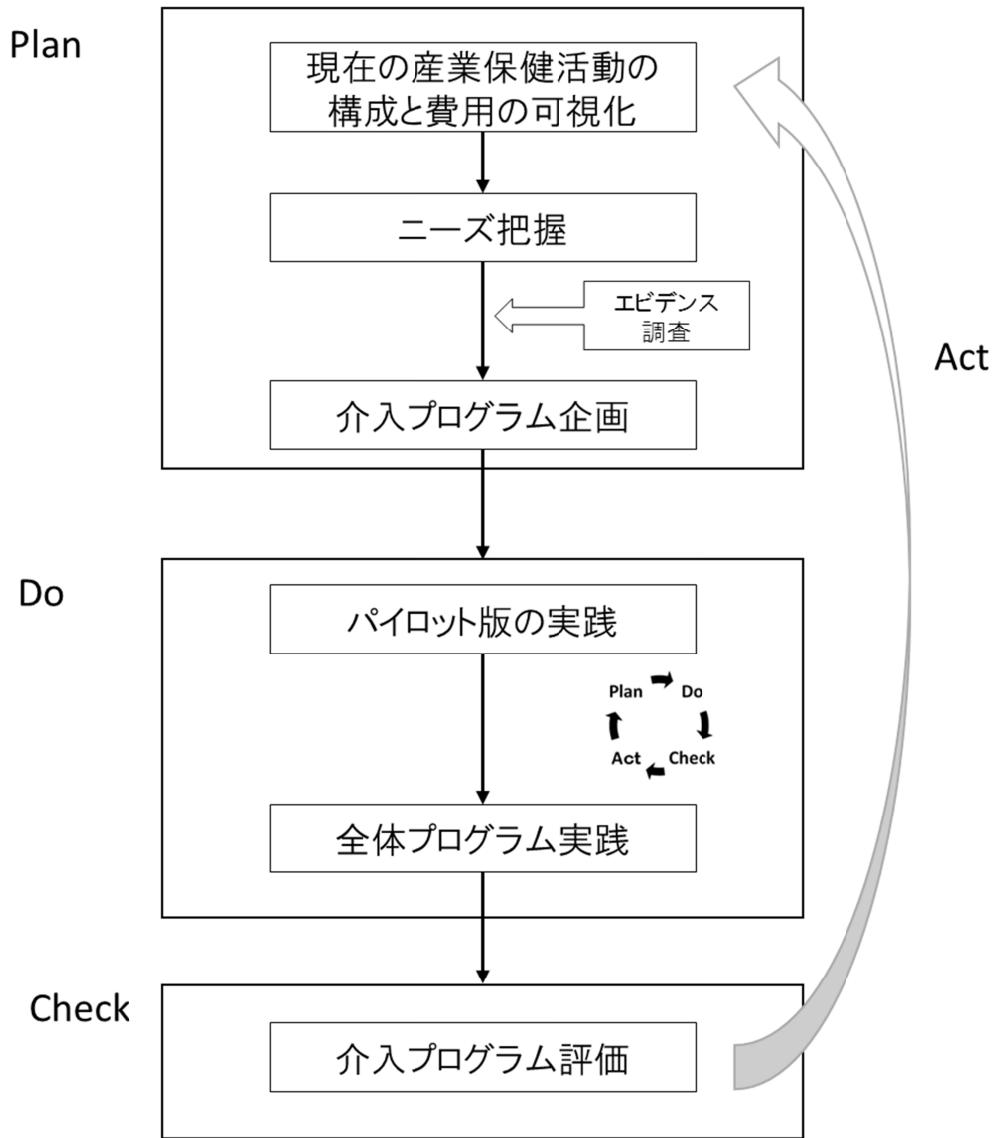 Plan
現在の産業保健活動の
構成と費用の可視化
ニーズ把握
エビデンス
調査
介入プログラム企画
Act
Do
パイロット版の実践
Plan
Do
Act
Check
全体プログラム実践
Check
介入プログラム評価